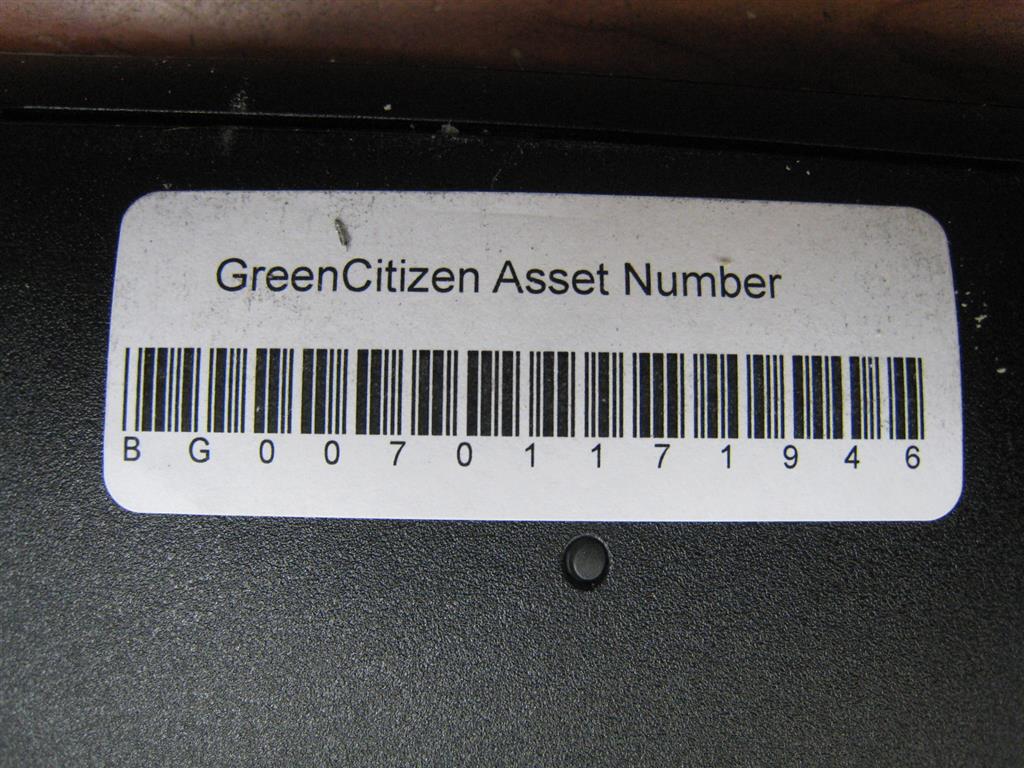 GreenCitizen Asset Number
B G 0 0 7 0 1 1 7 1 9 4 6